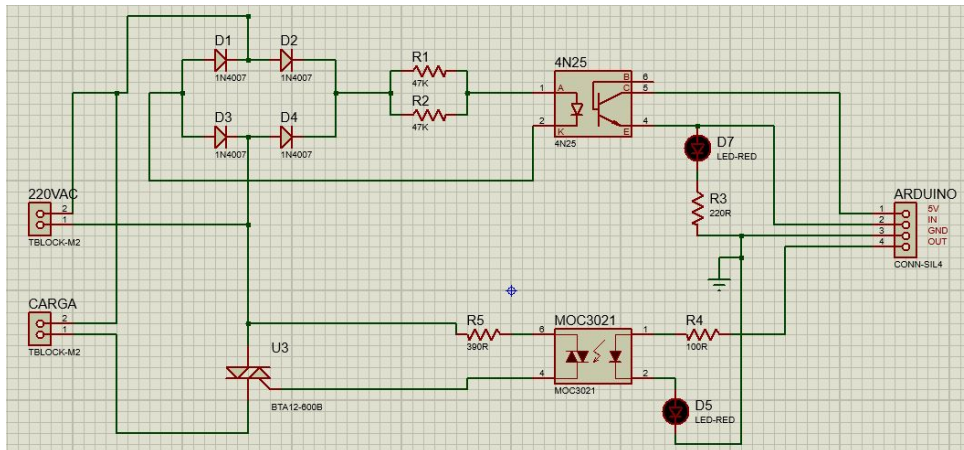 D1
1N4007
D2
1N4007
D3
1N4007
D4
1N4007
R1
47K
R2
47K
4N25
1
2
A
K
B
C
E
6
5
4
4N25
D7
LED-RED
R3
220R
220VAC
2
1
TBLOCK-M2
ARDUINO
1
2
3
4
5V
IN
GND
OUT
CONN-SIL4
CARGA
2
1
TBLOCK-M2
U3
BTA12-600B
R5
390R
MOC3021
6
4
1
2
MOC3021
R4
100R
D5
LED-RED